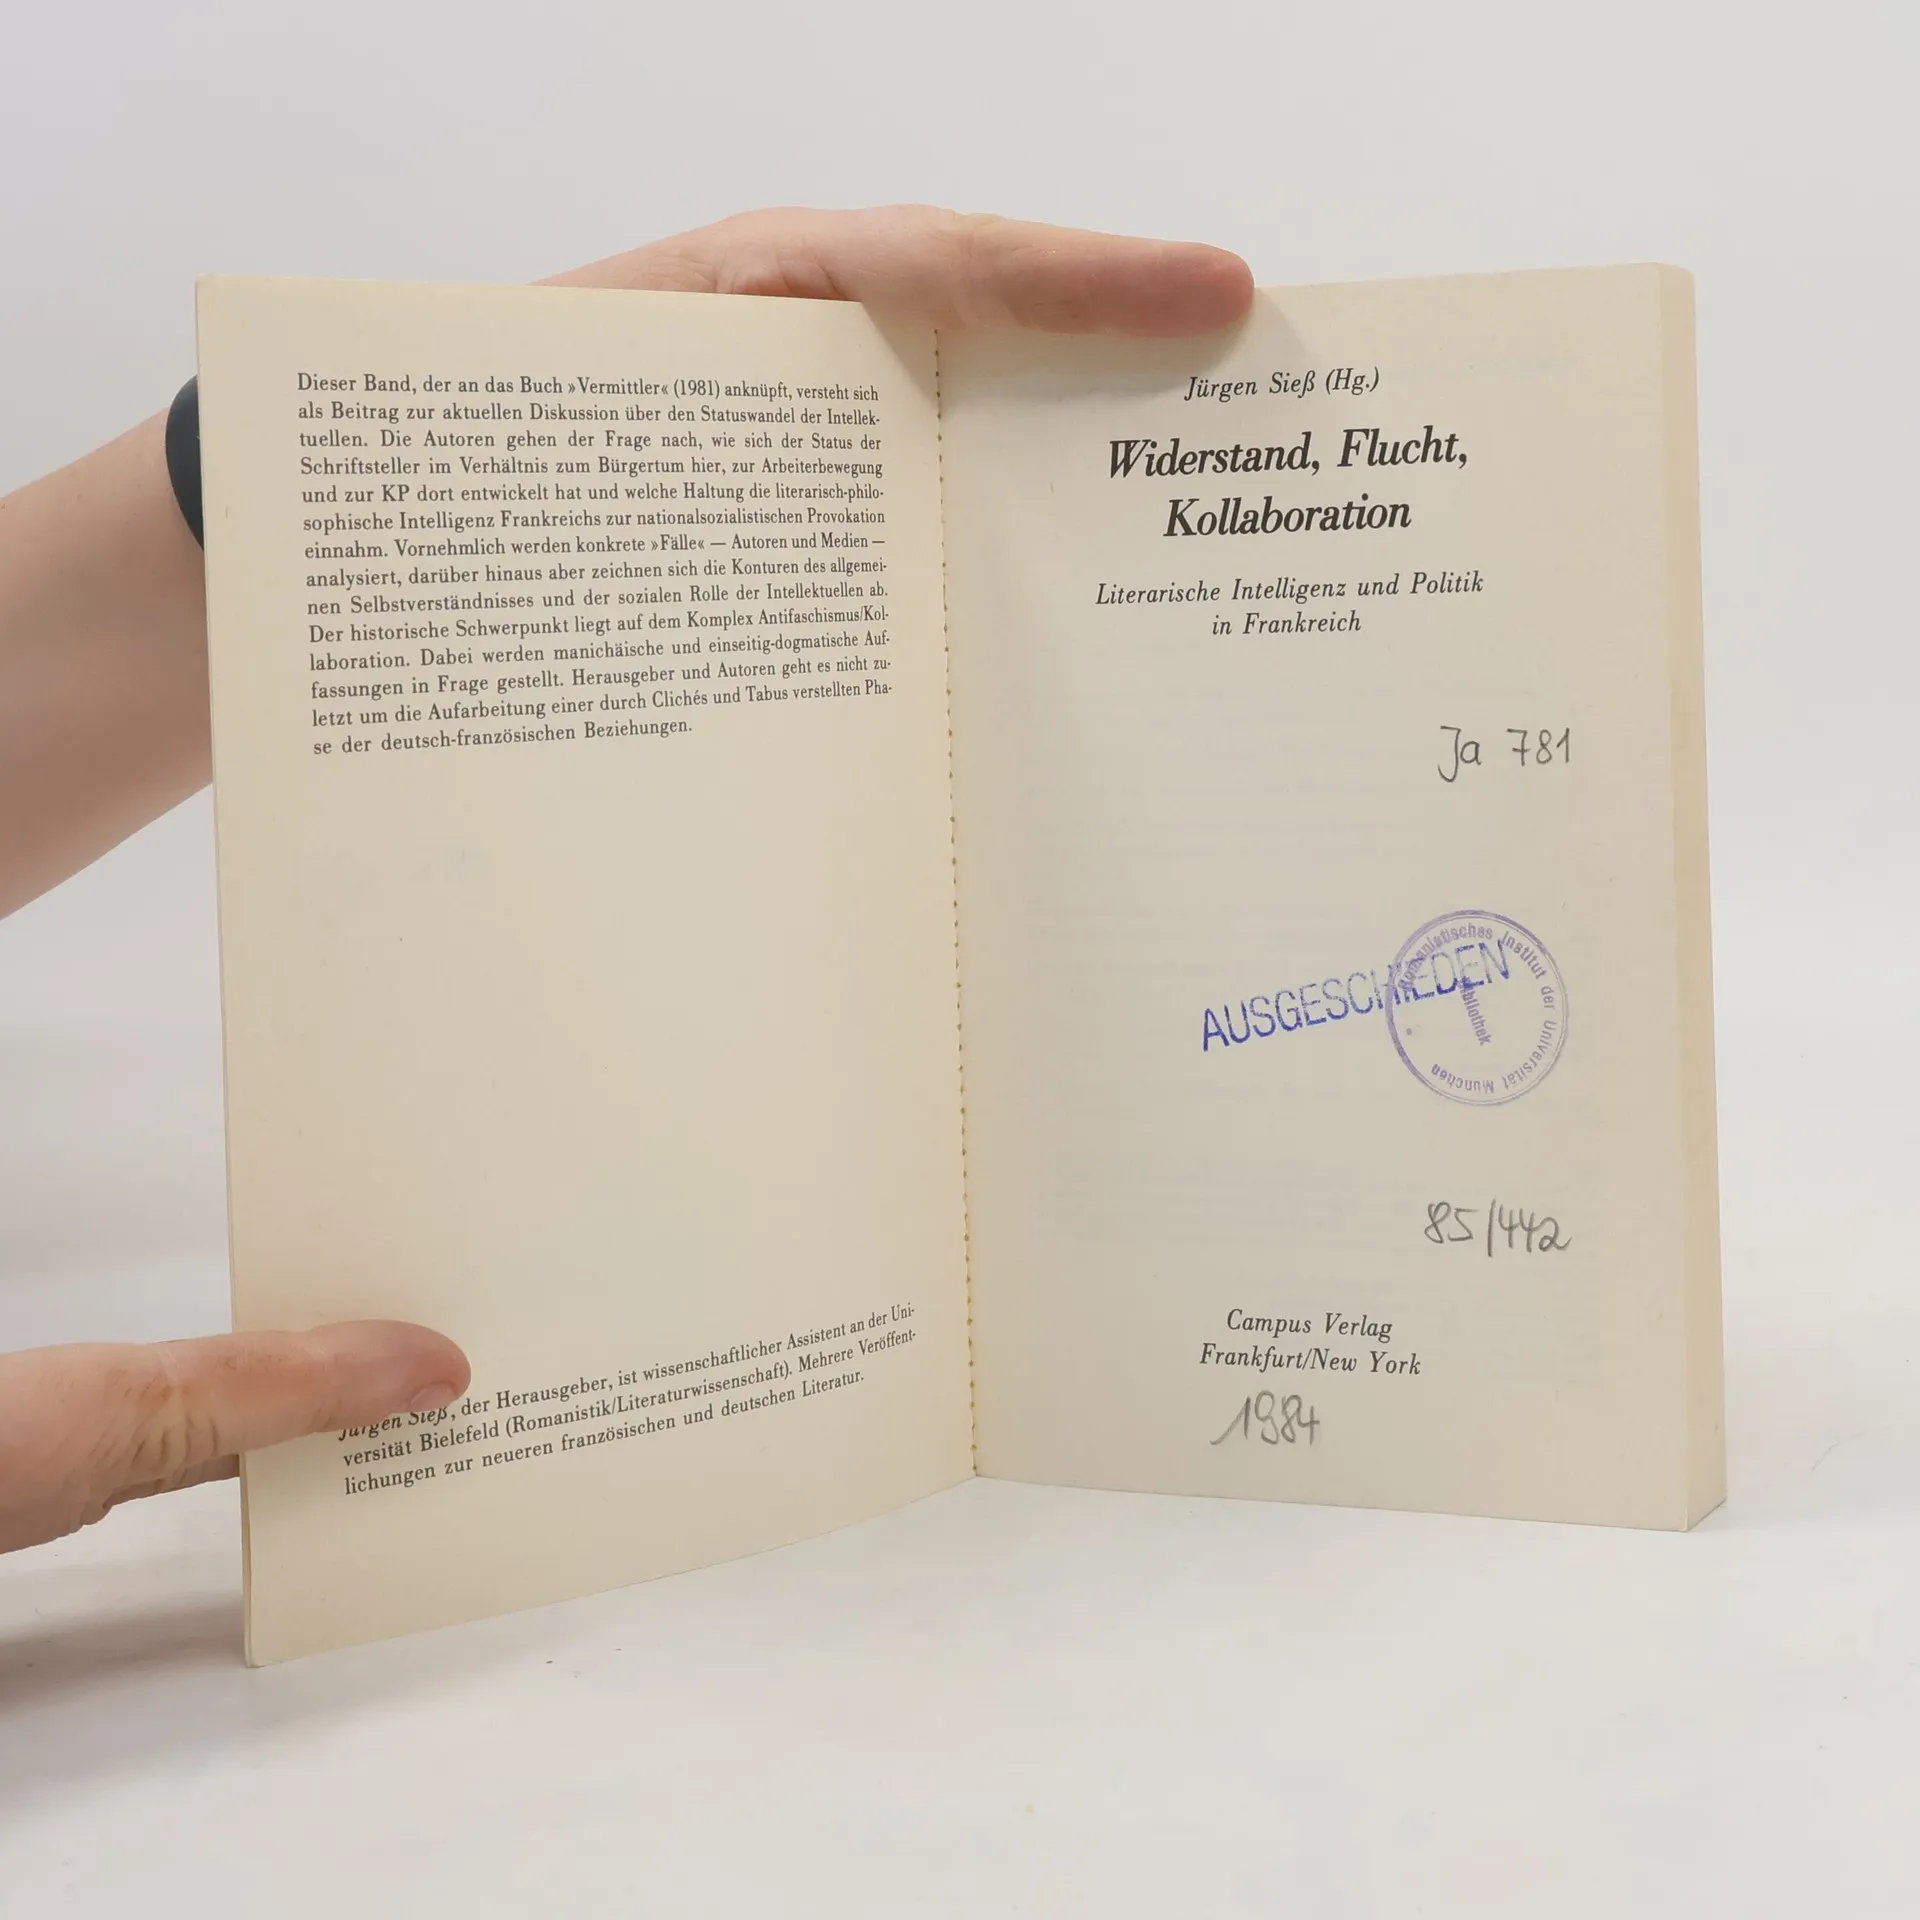 Dieser Band, der an das Buch »Vermittler« (1981) anknüpft, versteht sich
als Beitrag zur aktuellen Diskussion über den Statuswandel der Intellek-
tuellen. Die Autoren gehen der Frage nach, wie sich der Status der
Schriftsteller im Verhältnis zum Bürgertum hier, zur Arbeiterbewegung
und zur KP dort entwickelt hat und welche Haltung die literarisch-philo-
sophische Intelligenz Frankreichs zur nationalsozialistischen Provokation
einnahm. Vornehmlich werden konkrete »Fälle« — Autoren und Medien —
analysiert, darüber hinaus aber zeichnen sich die Konturen des allgemei-
nen Selbstverständnisses und der sozialen Rolle der Intellektuellen ab.
Der historische Schwerpunkt liegt auf dem Komplex Antifaschismus/Kol-
laboration. Dabei werden manichäische und einseitig-dogmatische Auf-
fassungen in Frage gestellt. Herausgeber und Autoren geht es nicht zu-
letzt um die Aufarbeitung einer durch Clichés und Tabus verstellten Pha-
se der deutsch-französischen Beziehungen.
Jürgen Sieß, der Herausgeber, ist wissenschaftlicher Assistent an der Uni-
versität Bielefeld (Romanistik/Literaturwissenschaft). Mehrere Veröffent-
lichungen zur neueren französischen und deutschen Literatur.
Jürgen Sieß (Hg.)
Widerstand, Flucht,
Kollaboration
Literarische Intelligenz und Politik
in Frankreich
Ja 781
AUSGESCHIEDEN
Romanistisches Institut der Universität München
Bibliothek
85/442
Campus Verlag
Frankfurt/New York
1984